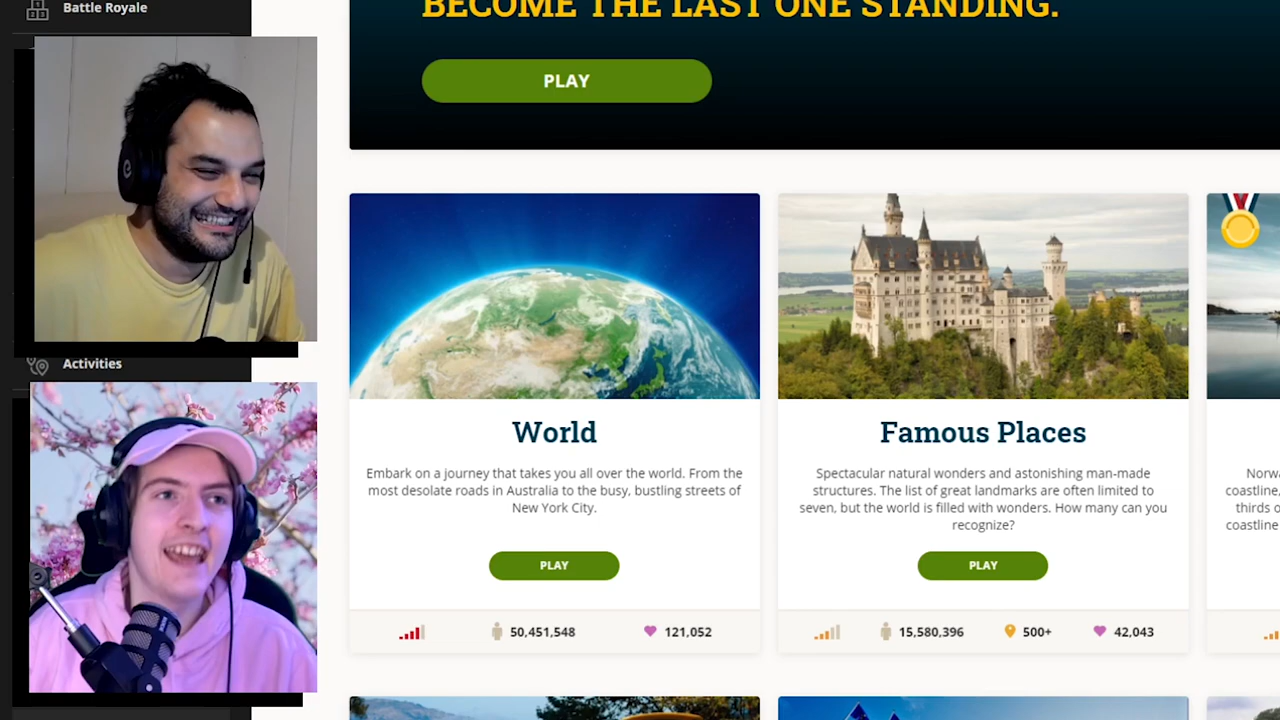 Battle Royale
BECOME THE LAST ONE STANDING.
PLAY
Activities
World
Embark on a journey that takes you all over the world. From the
most desolate roads in Australia to the busy, bustling streets of
New York City.
PLAY
50,451,548
121,052
Famous Places
Spectacular natural wonders and astonishing man-made
structures. The list of great landmarks are often limited to
seven, but the world is filled with wonders. How many can you
recognize?
PLAY
15,580,396
500+
42,043
Norwa
coastline,
thirds o
coastline